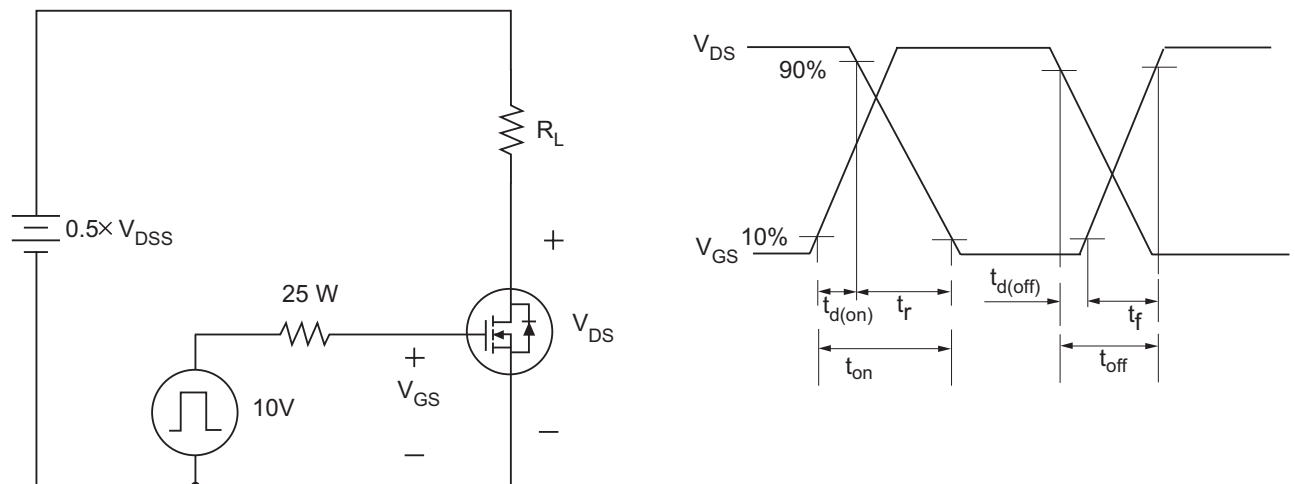 R_L
0.5× V_DSS
+
25 W
V_DS
+
V_GS
10V
−
−
V_DS
90%
10%
V_GS
t_d(on)
t_r
t_d(off)
t_f
t_on
t_off